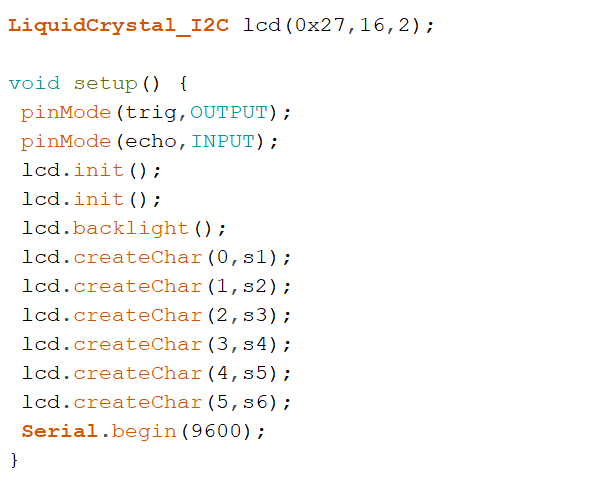 LiquidCrystal_I2C lcd(0x27,16,2);
void setup() {
pinMode(trig,OUTPUT);
pinMode(echo,INPUT);
lcd.init();
lcd.init();
lcd.backlight();
lcd.createChar(0,s1);
lcd.createChar(1,s2);
lcd.createChar(2,s3);
lcd.createChar(3,s4);
lcd.createChar(4,s5);
lcd.createChar(5,s6);
Serial.begin(9600);
}